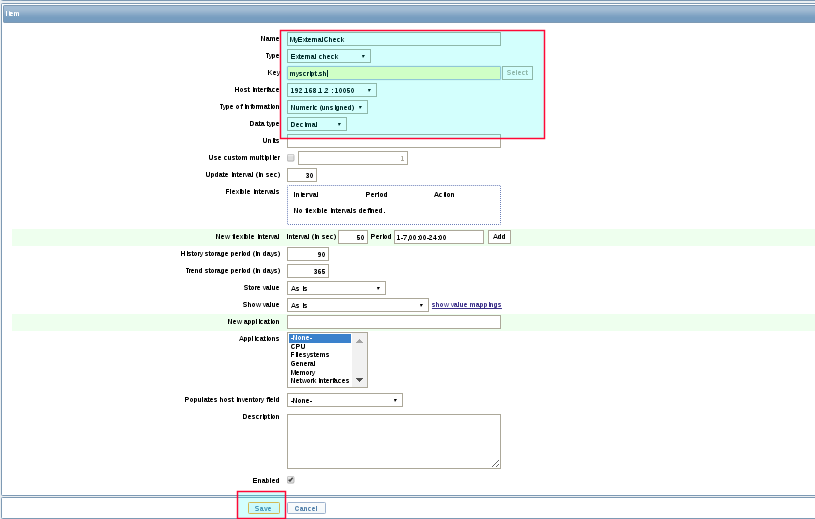 Item
Name MyExternalCheck
Type External check
Key myscript.sh Select
Host interface 192.168.1.2 : 10050
Type of information Numeric (unsigned)
Data type Decimal
Units
Use custom multiplier 1
Update interval (in sec) 30
Flexible intervals Interval Period Action
No flexible intervals defined.
New flexible interval Interval (in sec) 50 Period 1-7,00:00-24:00 Add
History storage period (in days) 90
Trend storage period (in days) 365
Store value As is
Show value As is show value mappings
New application
Applications -None-
CPU
Filesystems
General
Memory
Network interfaces
Populates host inventory field -None-
Description
Enabled
Save Cancel